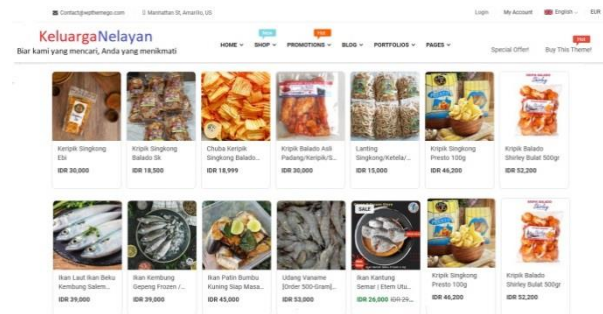 Contact@wpthemego.com
Manhattan St, Amarillo, US
Login
My Account
English
EUR
KeluargaNelayan
Biar kami yang mencari, Anda yang menikmati
HOME
SHOP
PROMOTIONS
BLOG
PORTFOLIOS
PAGES
Special Offer!
Buy This Theme!
Keripik Singkong
Ebi
IDR 30,000
Kripik Singkong
Balado Sk
IDR 18,500
Chuba Keripik
Singkong Balado...
IDR 18,999
Kripik Balado Asli
Padang/Keripik/S...
IDR 30,000
Lanting
Singkong/Ketela/...
IDR 15,000
Kripik Singkong
Presto 100g
IDR 46,200
Kripik Balado
Shirley Bulat 500gr
IDR 52,200
Ikan Laut Ikan Beku
Kembung Salem...
IDR 39,000
Ikan Kembung
Gepeng Frozen /...
IDR 39,000
Ikan Patin Bumbu
Kuning Siap Masa...
IDR 45,000
Udang Vaname
[Order 500 Gram]...
IDR 53,000
SALE
Ikan Kantung
Semar | Etem Utu...
IDR 26,000 IDR 29...
Kripik Singkong
Presto 100g
IDR 46,200
Kripik Balado
Shirley Bulat 500gr
IDR 52,200